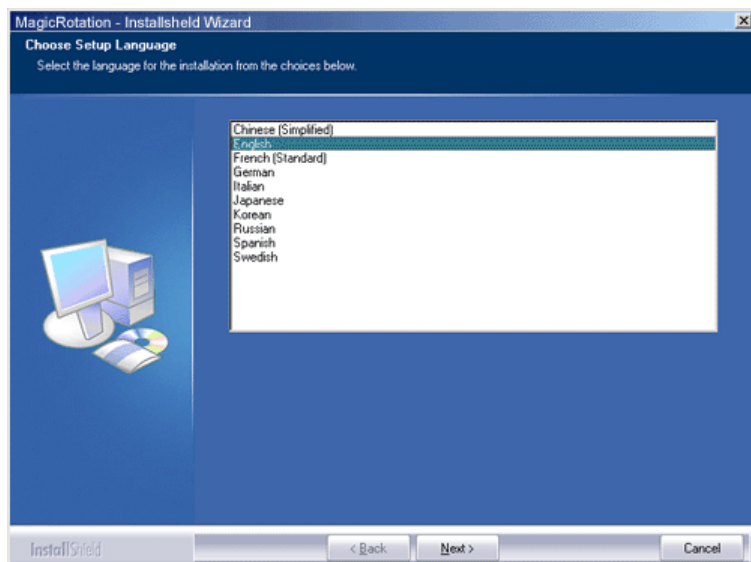 MagicRotation - Installsheld Wizard
Choose Setup Language
Select the language for the installation from the choices below.
Chinese (Simplified)
English
French (Standard)
German
Italian
Japanese
Korean
Russian
Spanish
Swedish
InstallShield
< Back
Next >
Cancel